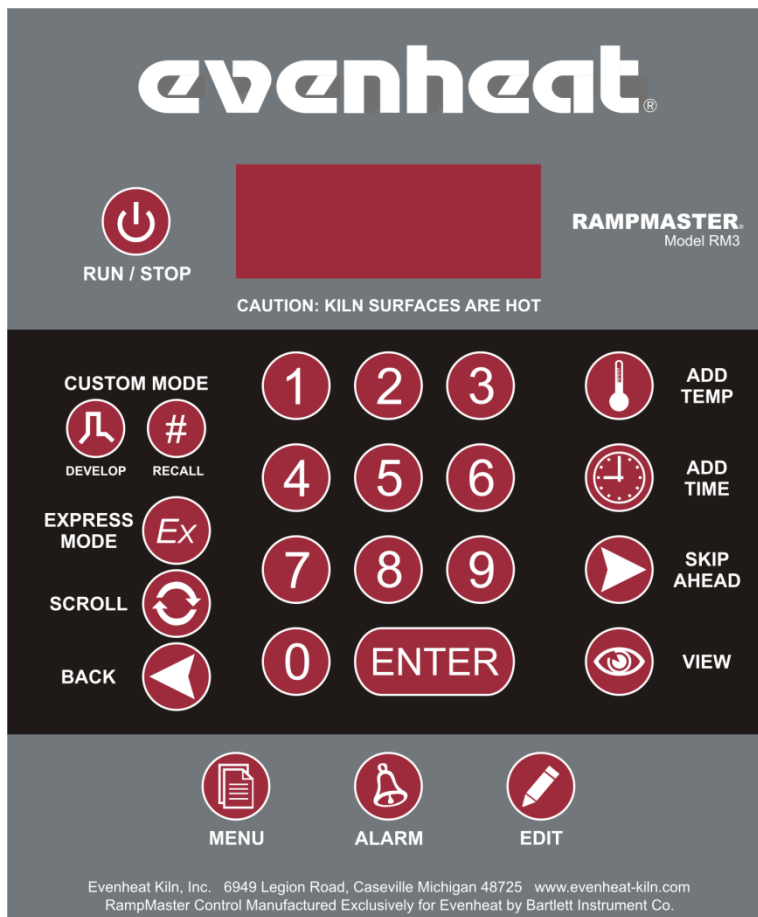 evenheat®
RUN / STOP
RAMPMASTER®
Model RM3
CAUTION: KILN SURFACES ARE HOT
CUSTOM MODE
#
DEVELOP
RECALL
EXPRESS
MODE
Ex
SCROLL
BACK
1 2 3
4 5 6
7 8 9
0 ENTER
ADD
TEMP
ADD
TIME
SKIP
AHEAD
VIEW
MENU
ALARM
EDIT
Evenheat Kiln, Inc. 6949 Legion Road, Caseville Michigan 48725 www.evenheat-kiln.com
RampMaster Control Manufactured Exclusively for Evenheat by Bartlett Instrument Co.